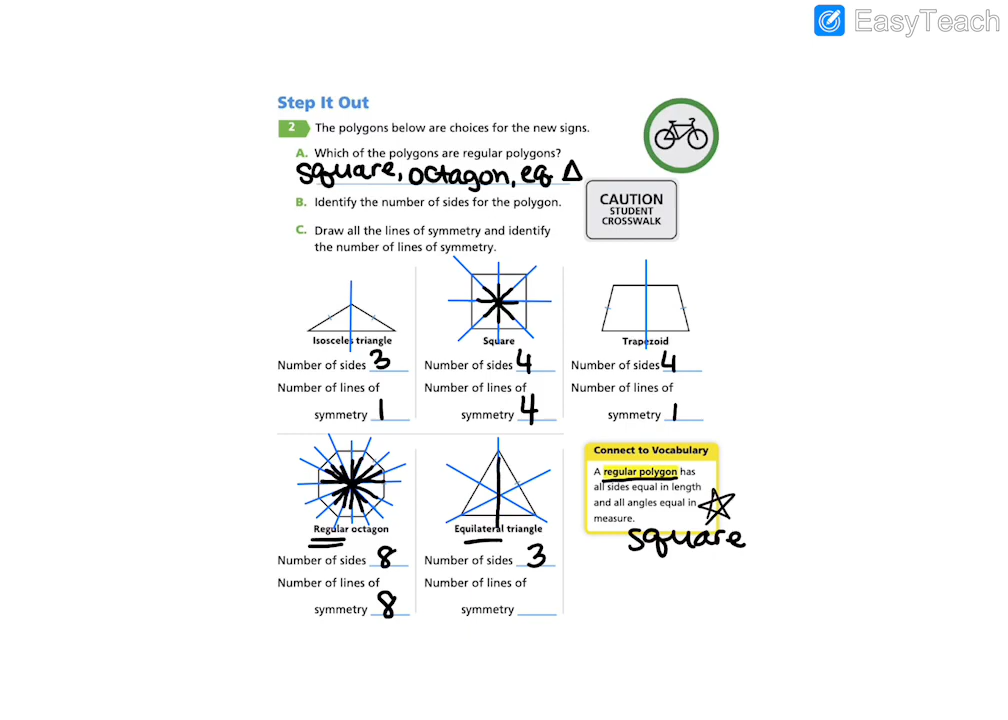 EasyTeach
Step It Out
2 The polygons below are choices for the new signs.
A. Which of the polygons are regular polygons?
square, octagon, eq Δ
B. Identify the number of sides for the polygon.
C. Draw all the lines of symmetry and identify
the number of lines of symmetry.
CAUTION
STUDENT
CROSSWALK
Isosceles triangle
Number of sides 3
Number of lines of
symmetry 1
Square
Number of sides 4
Number of lines of
symmetry 4
Trapezoid
Number of sides 4
Number of lines of
symmetry 1
Regular octagon
Number of sides 8
Number of lines of
symmetry 8
Equilateral triangle
Number of sides 3
Number of lines of
symmetry
Connect to Vocabulary
A regular polygon has
all sides equal in length
and all angles equal in
measure.
square